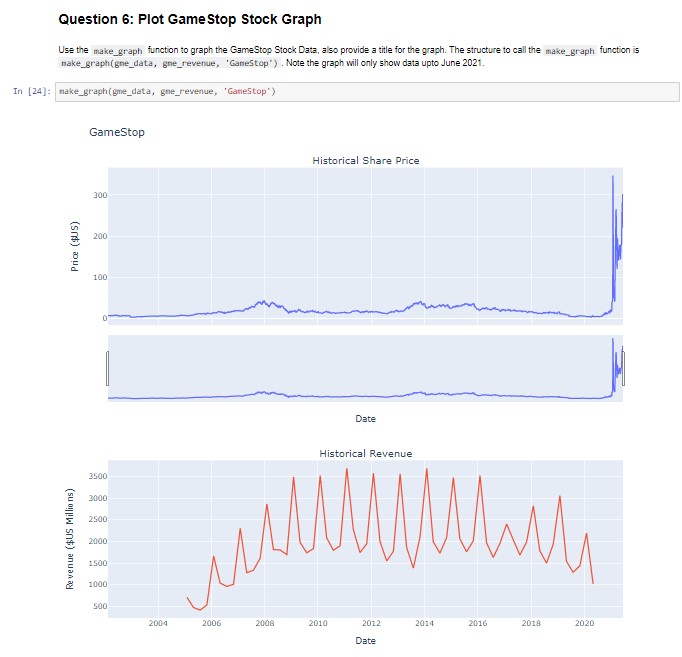 Question 6: Plot GameStop Stock Graph
Use the make_graph function to graph the GameStop Stock Data, also provide a title for the graph. The structure to call the make_graph function is
make_graph(gme_data, gme_revenue, 'GameStop') . Note the graph will only show data upto June 2021.
In [24]: make_graph(gme_data, gme_revenue, 'GameStop')
GameStop
Historical Share Price
Price ($US)
300
200
100
0
Date
Historical Revenue
Revenue ($US Millions)
3500
3000
2500
2000
1500
1000
500
2004 2006 2008 2010 2012 2014 2016 2018 2020
Date